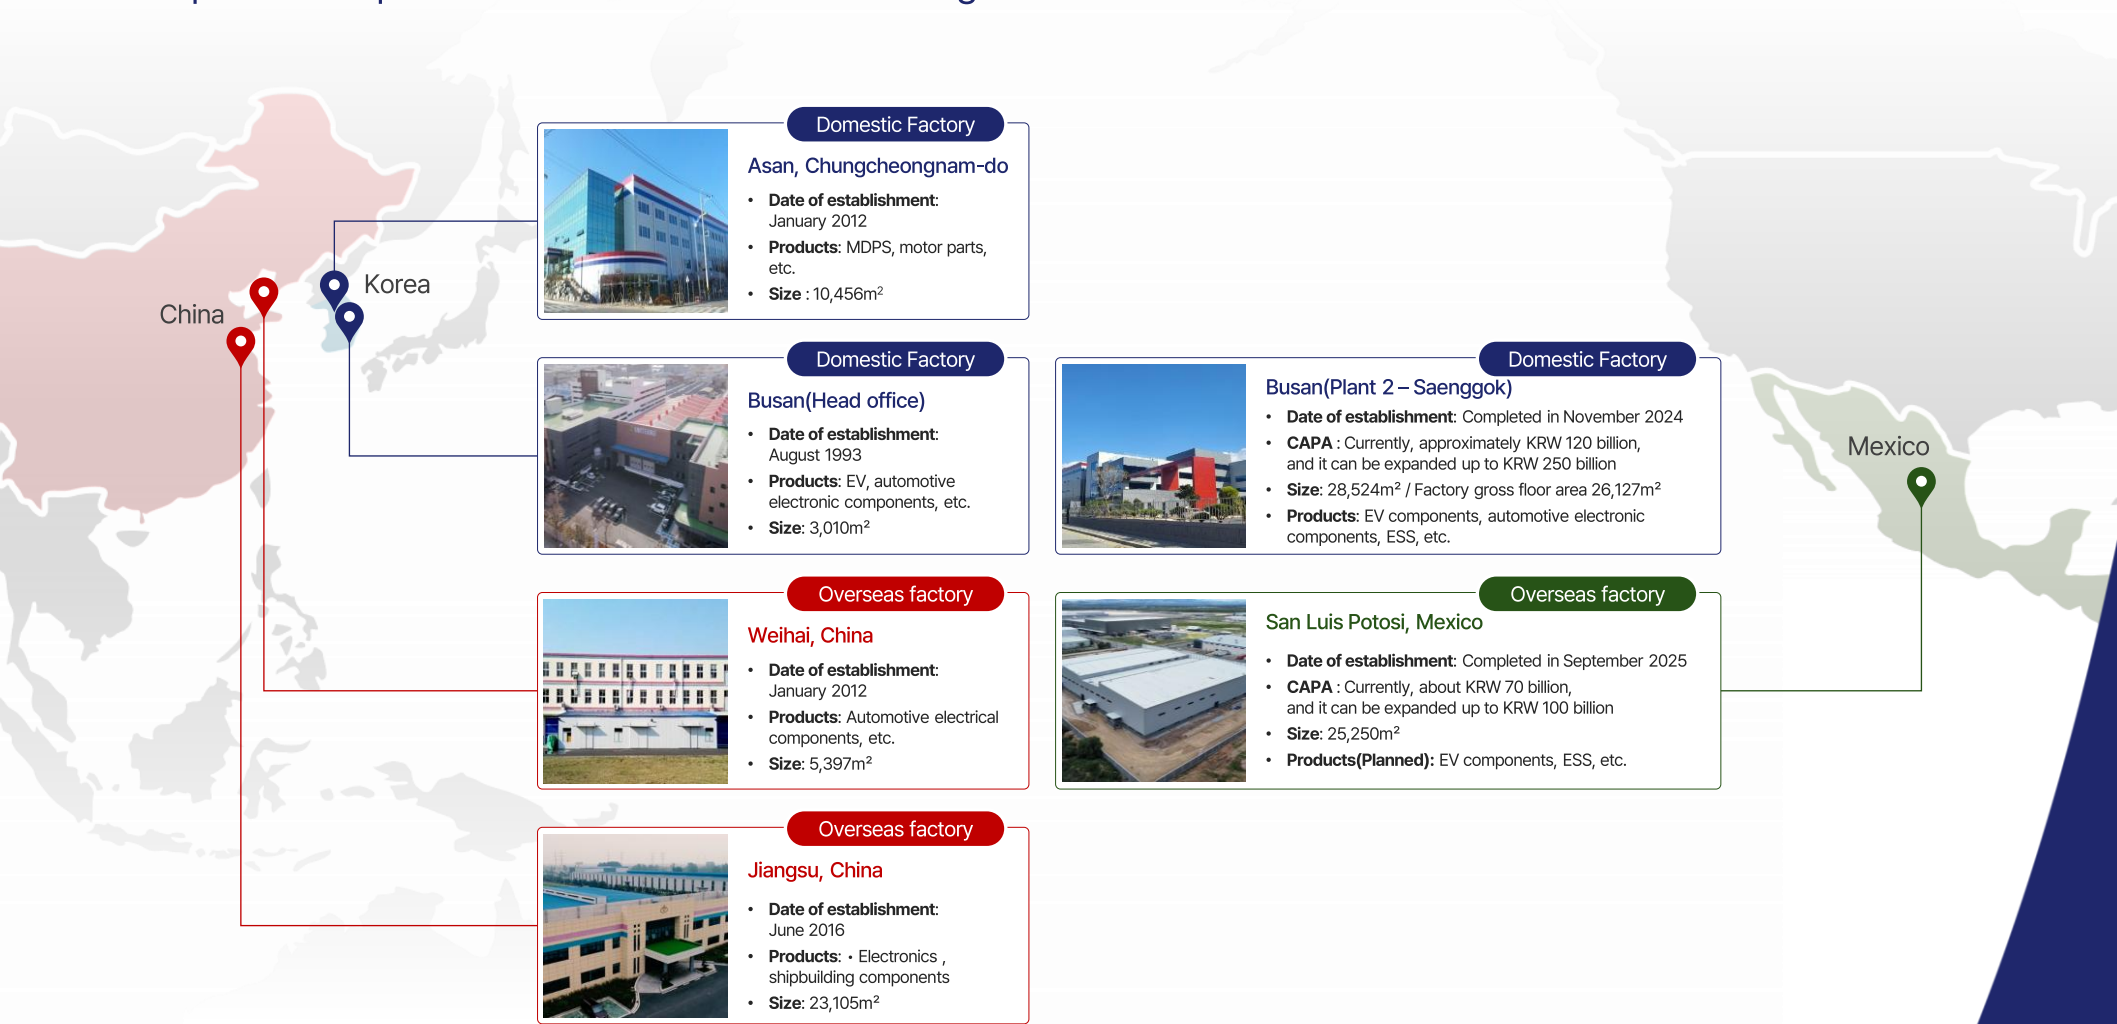 Domestic Factory
Asan, Chungcheongnam-do
• Date of establishment:
January 2012
• Products: MDPS, motor parts,
etc.
• Size : 10,456m²
Korea
China
Domestic Factory
Busan(Head office)
• Date of establishment:
August 1993
• Products: EV, automotive
electronic components, etc.
• Size: 3,010m²
Domestic Factory
Busan(Plant 2 – Saenggok)
• Date of establishment: Completed in November 2024
• CAPA : Currently, approximately KRW 120 billion,
and it can be expanded up to KRW 250 billion
• Size: 28,524m² / Factory gross floor area 26,127m²
• Products: EV components, automotive electronic
components, ESS, etc.
Mexico
Overseas factory
Weihai, China
• Date of establishment:
January 2012
• Products: Automotive electrical
components, etc.
• Size: 5,397m²
Overseas factory
San Luis Potosi, Mexico
• Date of establishment: Completed in September 2025
• CAPA : Currently, about KRW 70 billion,
and it can be expanded up to KRW 100 billion
• Size: 25,250m²
• Products(Planned): EV components, ESS, etc.
Overseas factory
Jiangsu, China
• Date of establishment:
June 2016
• Products: • Electronics ,
shipbuilding components
• Size: 23,105m²